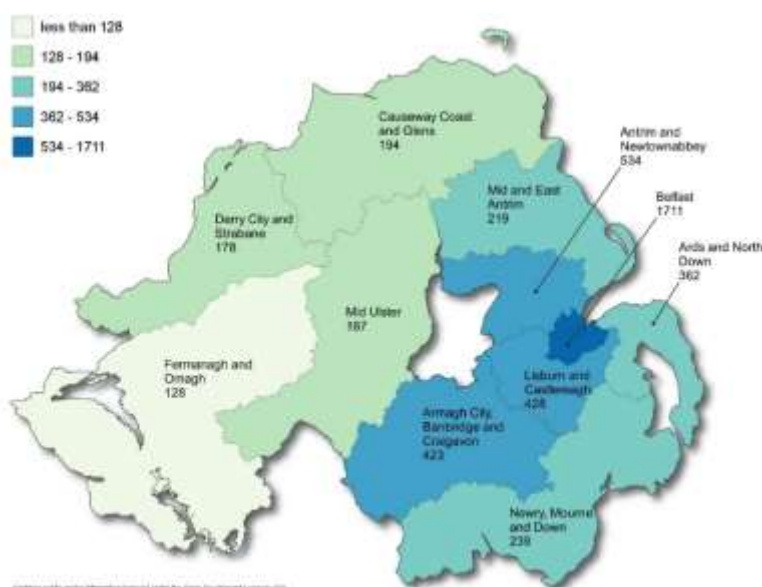 less than 128
128 - 194
194 - 362
362 - 534
534 - 1711
Causeway Coast
and Glens
194
Antrim and
Newtownabbey
534
Mid and East
Antrim
219
Belfast
1711
Derry City and
Strabane
178
Ards and North
Down
362
Mid Ulster
187
Fermanagh and
Omagh
128
Lisburn and
Castlereagh
428
Armagh City,
Banbridge and
Craigavon
423
Newry, Mourne
and Down
239